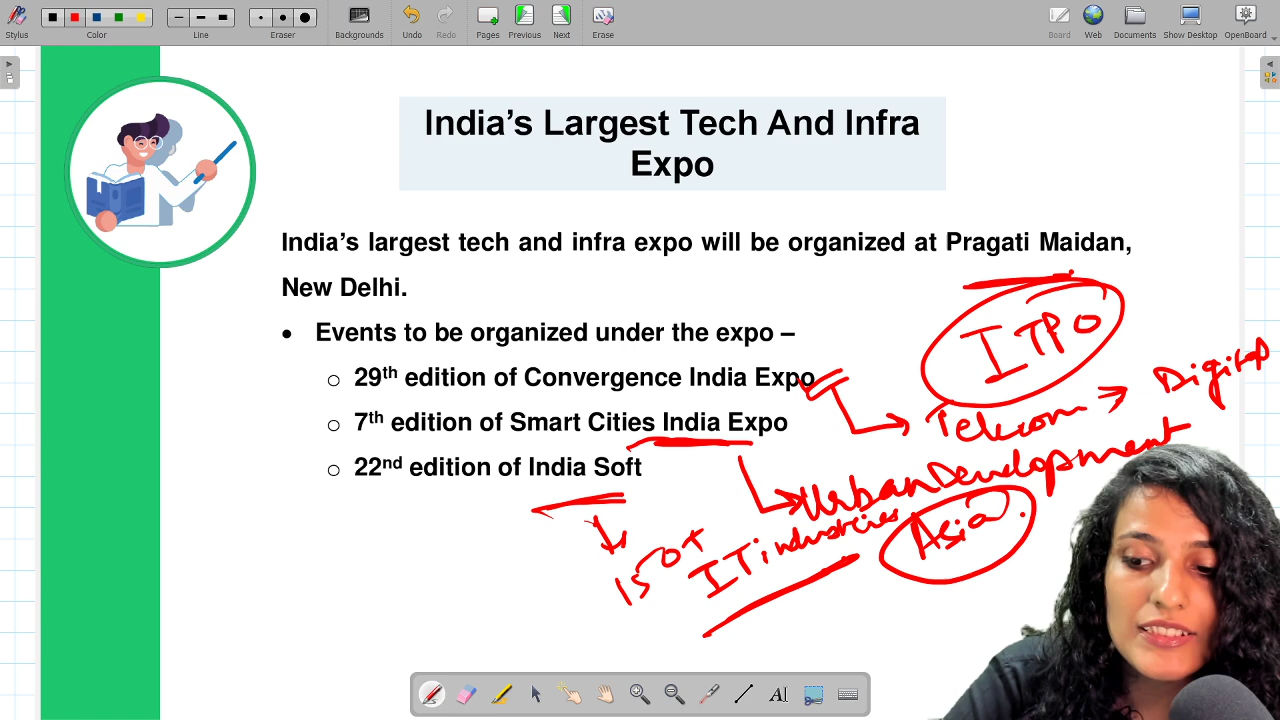 Stylus
Color
Line
Eraser
Backgrounds
Undo
Redo
Pages
Previous
Next
Erase
Board
Web
Documents
Show Desktop
OpenBoard
India’s Largest Tech And Infra
Expo
India’s largest tech and infra expo will be organized at Pragati Maidan,
New Delhi.
• Events to be organized under the expo –
○ 29th edition of Convergence India Expo
○ 7th edition of Smart Cities India Expo
○ 22nd edition of India Soft
ITPO
Telecom → Digital
Urban Development
150+
IT industries
Asia
AI